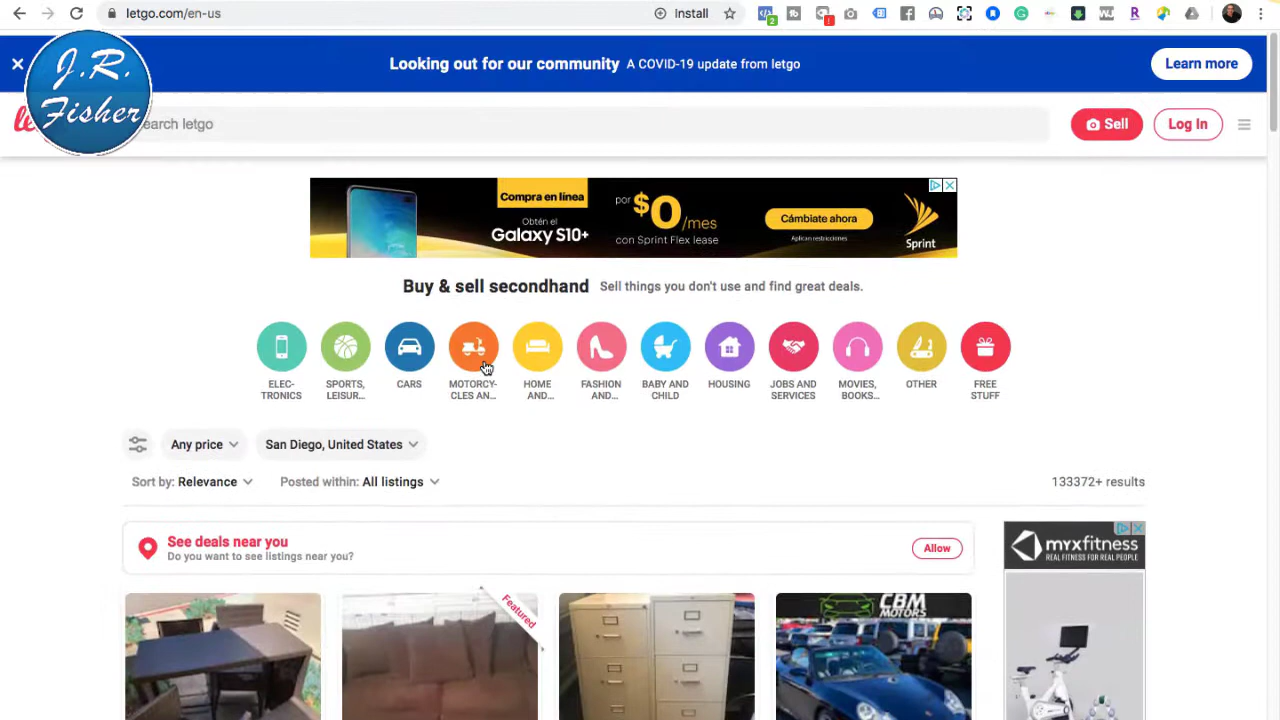 letgo.com/en-us
Install
2
!
Looking out for our community A COVID-19 update from letgo
Learn more
J.R.
Fisher
earch letgo
Sell
Log In
Compra en línea
Obtén el
Galaxy S10+
por $0/mes
con Sprint Flex lease
Cámbiate ahora
Aplican restricciones
Sprint
Buy & sell secondhand Sell things you don't use and find great deals.
ELEC-
TRONICS
SPORTS,
LEISUR...
CARS
MOTORCY-
CLES AN...
HOME
AND...
FASHION
AND...
BABY AND
CHILD
HOUSING
JOBS AND
SERVICES
MOVIES,
BOOKS...
OTHER
FREE
STUFF
Any price
San Diego, United States
Sort by: Relevance
Posted within: All listings
133372+ results
See deals near you
Do you want to see listings near you?
Allow
myxfitness
REAL FITNESS FOR REAL PEOPLE
Featured
CBM
MOTORS